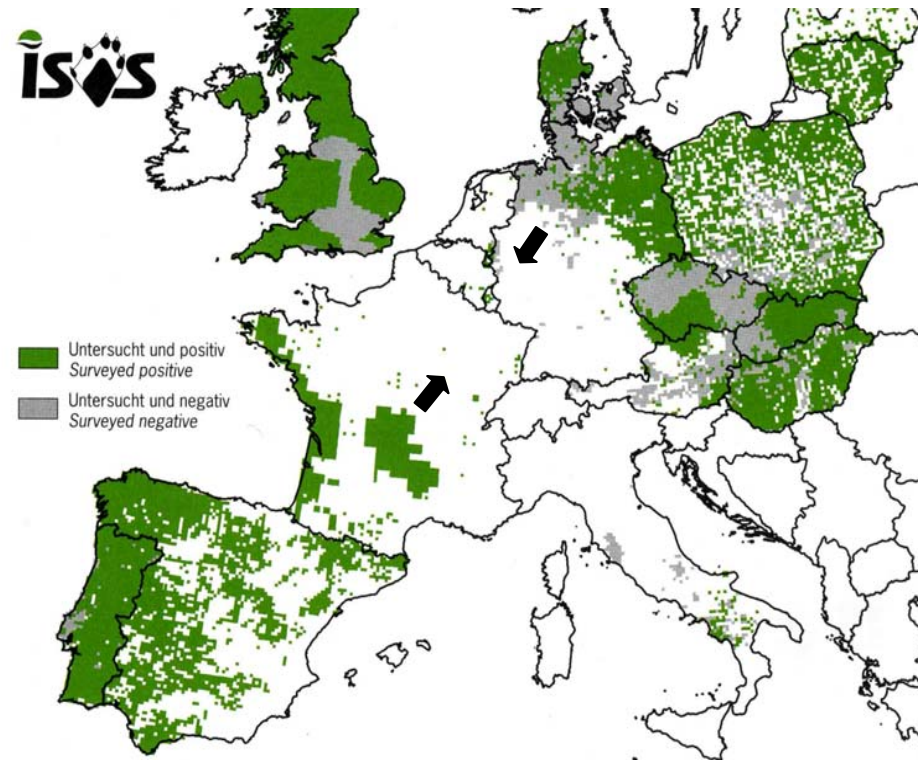 isos
Untersucht und positiv
Surveyed positive
Untersucht und negativ
Surveyed negative